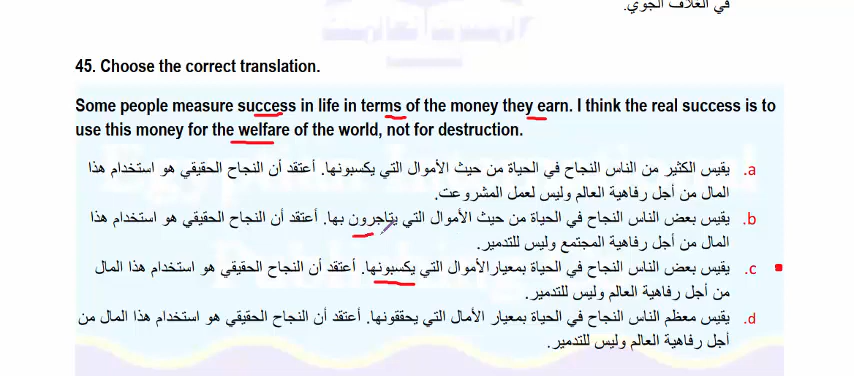 في الغلاف الجوي.
45. Choose the correct translation.
Some people measure success in life in terms of the money they earn. I think the real success is to
use this money for the welfare of the world, not for destruction.
a. يقيس الكثير من الناس النجاح في الحياة من حيث الأموال التي يكسبونها. أعتقد أن النجاح الحقيقي هو استخدام هذا
المال من أجل رفاهية العالم وليس لعمل المشروعت.
b. يقيس بعض الناس النجاح في الحياة من حيث الأموال التي يتاجرون بها. أعتقد أن النجاح الحقيقي هو استخدام هذا
المال من أجل رفاهية المجتمع وليس للتدمير.
c. يقيس بعض الناس النجاح في الحياة بمعيار الأموال التي يكسبونها. أعتقد أن النجاح الحقيقي هو استخدام هذا المال
من أجل رفاهية العالم وليس للتدمير.
d. يقيس معظم الناس النجاح في الحياة بمعيار الأمال التي يحققونها. أعتقد أن النجاح الحقيقي هو استخدام هذا المال من
أجل رفاهية العالم وليس للتدمير.